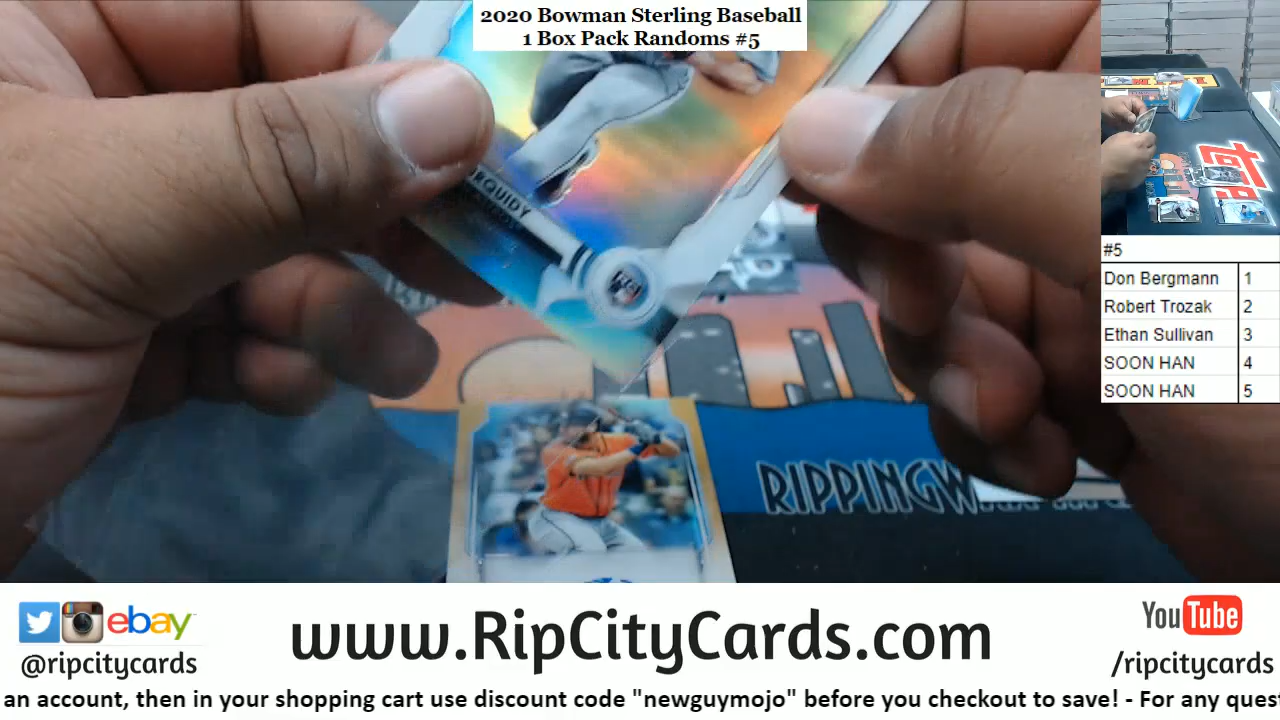 2020 Bowman Sterling Baseball
1 Box Pack Randoms #5
#5
Don Bergmann 1
Robert Trozak 2
Ethan Sullivan 3
SOON HAN 4
SOON HAN 5
RQUIDY
RIPPINGW
ebay
@ripcitycards
www.RipCityCards.com
YouTube
/ripcitycards
an account, then in your shopping cart use discount code "newguymojo" before you checkout to save! - For any ques